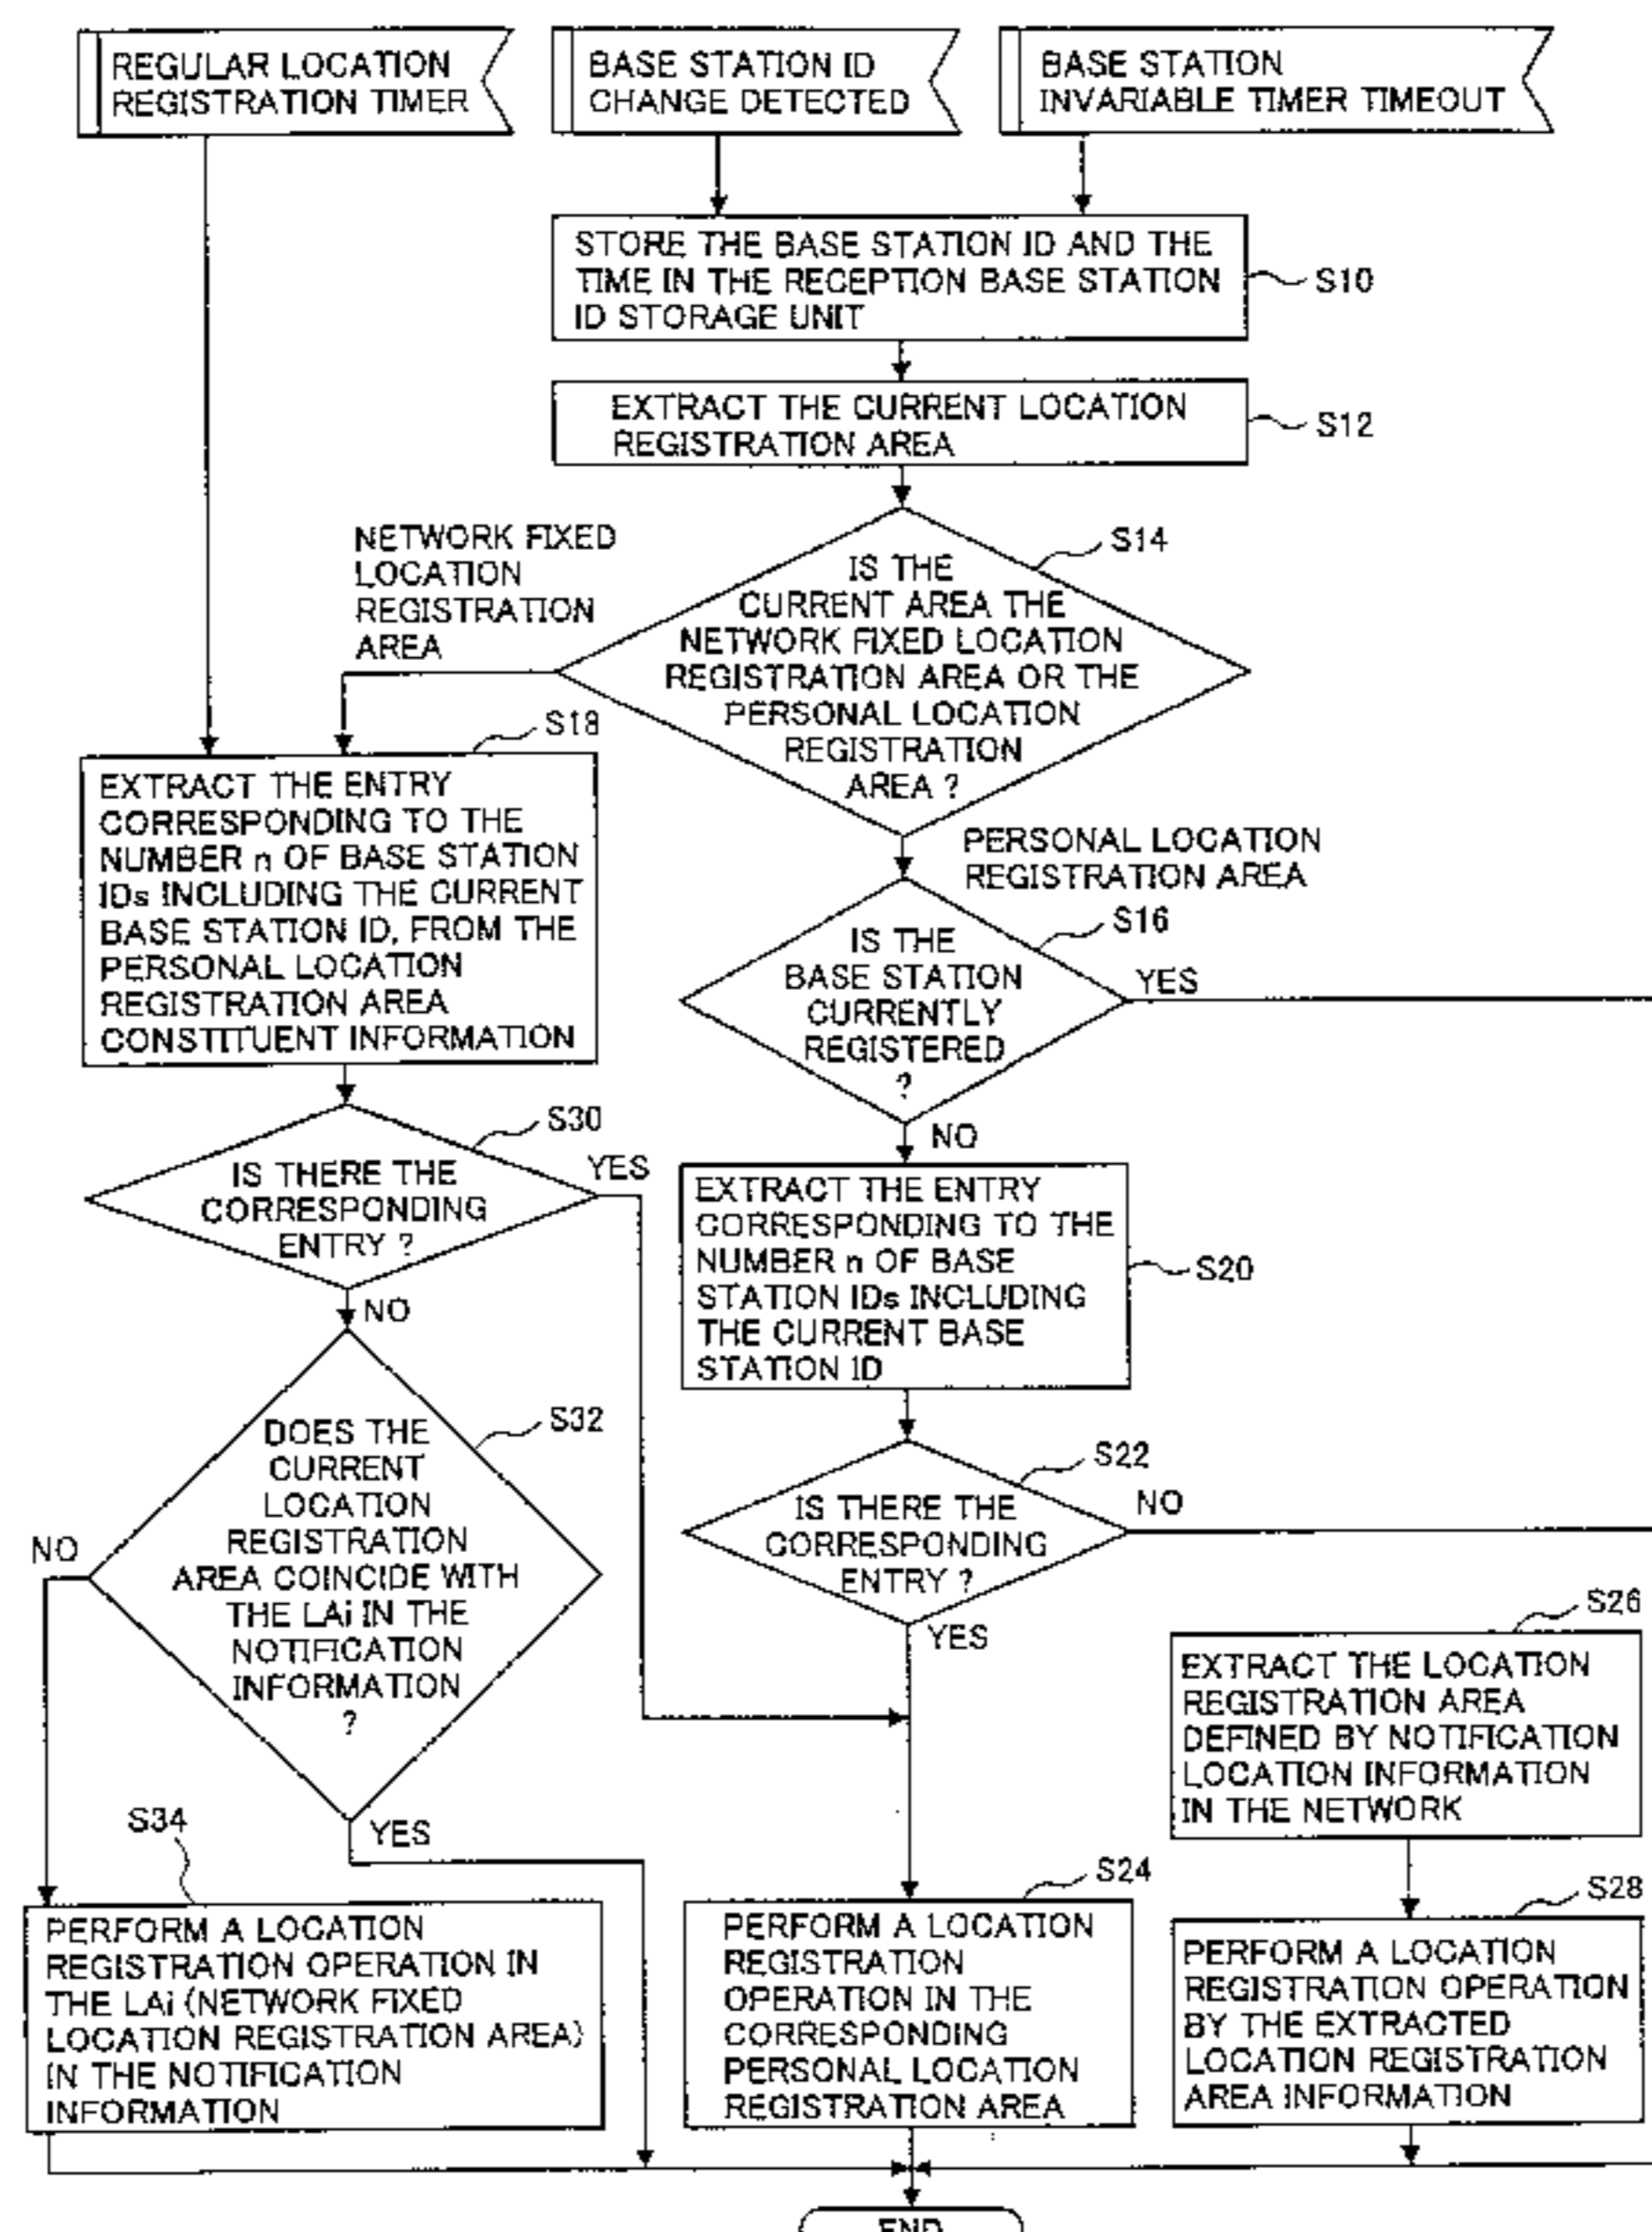 REGULAR LOCATION
REGISTRATION TIMER
BASE STATION ID
CHANGE DETECTED
BASE STATION
INVARIABLE TIMER TIMEOUT
STORE THE BASE STATION ID AND THE
TIME IN THE RECEPTION BASE STATION
ID STORAGE UNIT
S10
EXTRACT THE CURRENT LOCATION
REGISTRATION AREA
S12
NETWORK FIXED
LOCATION
REGISTRATION
AREA
S14
IS THE
CURRENT AREA THE
NETWORK FIXED LOCATION
REGISTRATION AREA OR THE
PERSONAL LOCATION
REGISTRATION
AREA ?
S18
EXTRACT THE ENTRY
CORRESPONDING TO THE
NUMBER n OF BASE STATION
IDs INCLUDING THE CURRENT
BASE STATION ID, FROM THE
PERSONAL LOCATION
REGISTRATION AREA
CONSTITUENT INFORMATION
PERSONAL LOCATION
REGISTRATION AREA
S16
IS THE
BASE STATION
CURRENTLY
REGISTERED
?
YES
NO
S30
IS THERE THE
CORRESPONDING
ENTRY ?
YES
NO
EXTRACT THE ENTRY
CORRESPONDING TO THE
NUMBER n OF BASE
STATION IDs INCLUDING
THE CURRENT BASE
STATION ID
S20
S32
DOES THE
CURRENT
LOCATION
REGISTRATION
AREA COINCIDE WITH
THE LAi IN THE
NOTIFICATION
INFORMATION
?
NO
YES
S22
IS THERE THE
CORRESPONDING
ENTRY ?
NO
YES
S26
EXTRACT THE LOCATION
REGISTRATION AREA
DEFINED BY NOTIFICATION
LOCATION INFORMATION
IN THE NETWORK
S34
PERFORM A LOCATION
REGISTRATION OPERATION IN
THE LAi (NETWORK FIXED
LOCATION REGISTRATION AREA)
IN THE NOTIFICATION
INFORMATION
S24
PERFORM A LOCATION
REGISTRATION
OPERATION IN THE
CORRESPONDING
PERSONAL LOCATION
REGISTRATION AREA
S28
PERFORM A LOCATION
REGISTRATION OPERATION
BY THE EXTRACTED
LOCATION REGISTRATION
AREA INFORMATION
END